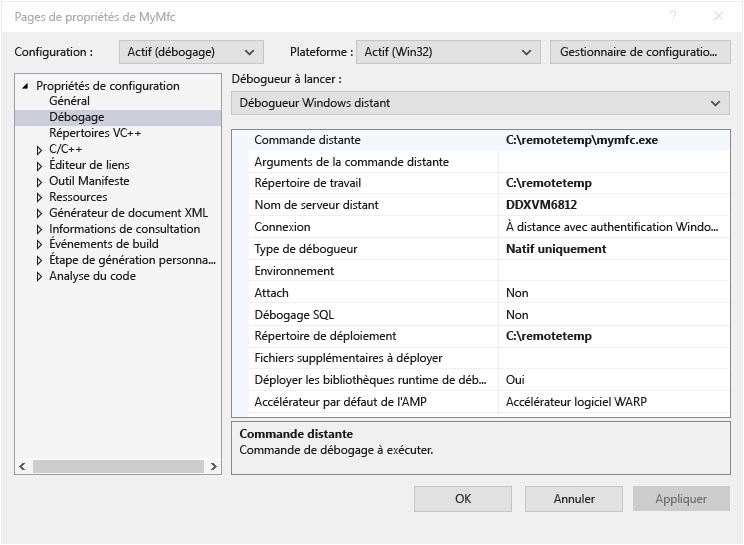 Pages de propriétés de MyMfc
Configuration : Actif (débogage) Plateforme : Actif (Win32) Gestionnaire de configuratio...
Propriétés de configuration
Général
Débogage
Répertoires VC++
C/C++
Éditeur de liens
Outil Manifeste
Ressources
Générateur de document XML
Informations de consultation
Événements de build
Étape de génération personna...
Analyse du code
Débogueur à lancer :
Débogueur Windows distant
Commande distante C:\remotetemp\mymfc.exe
Arguments de la commande distante
Répertoire de travail C:\remotetemp
Nom de serveur distant DDXVM6812
Connexion À distance avec authentification Windo...
Type de débogueur Natif uniquement
Environnement
Attach Non
Débogage SQL Non
Répertoire de déploiement C:\remotetemp
Fichiers supplémentaires à déployer
Déployer les bibliothèques runtime de déb... Oui
Accélérateur par défaut de l'AMP Accélérateur logiciel WARP
Commande distante
Commande de débogage à exécuter.
OK Annuler Appliquer